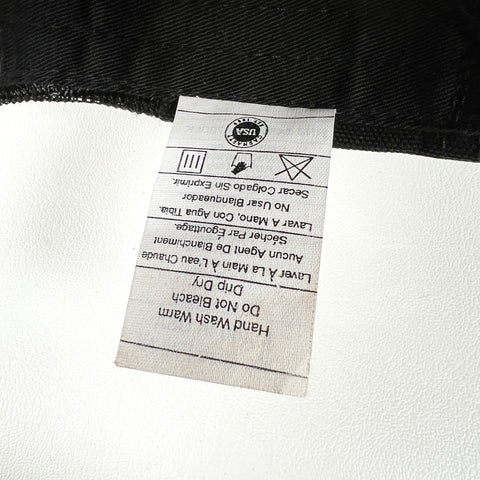 Hand Wash Warm
Do Not Bleach
Drip Dry
Laver À La Main À L'eau Chaude
Aucun Agent De Blanchiment
Sécher Par Égouttage.
Lavar A Mano, Con Agua Tibia.
No Usar Blanqueador
Secar Colgado Sin Exprimir.
USA